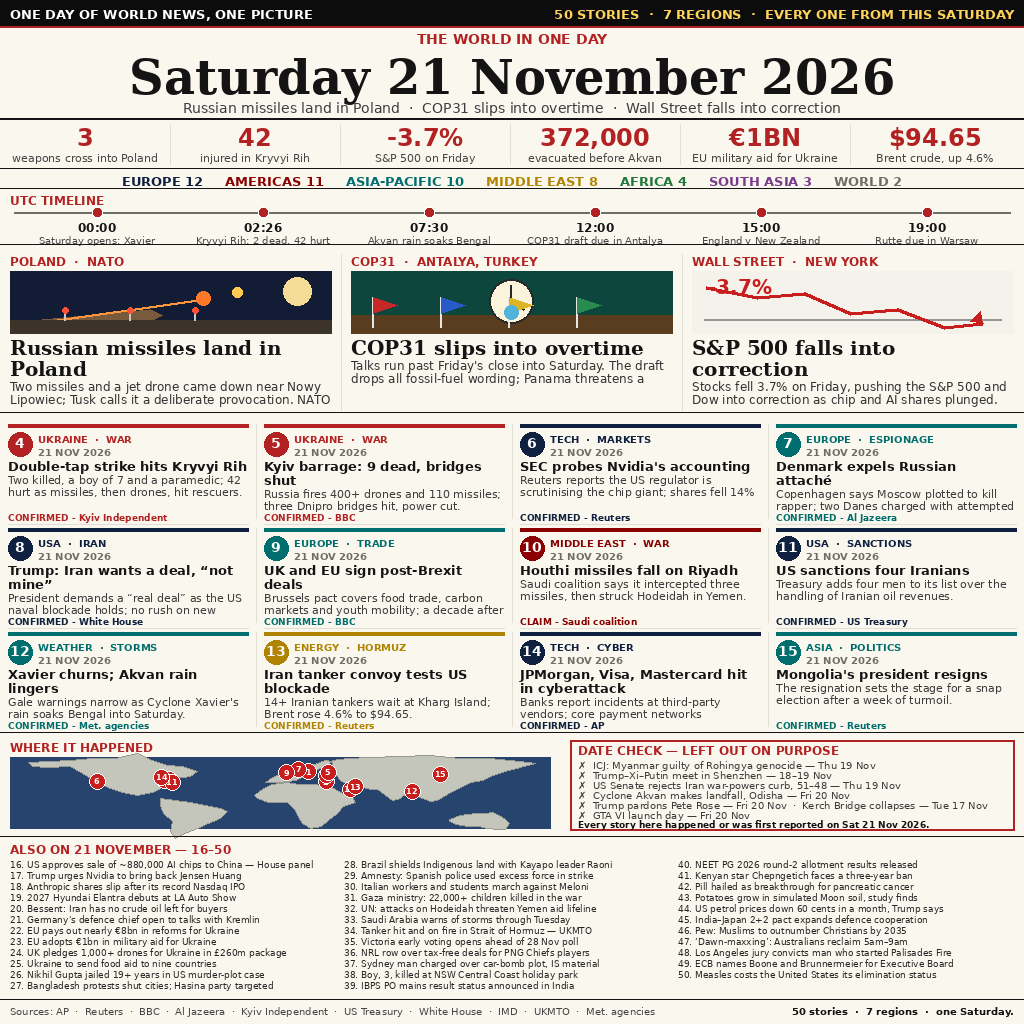 ONE DAY OF WORLD NEWS, ONE PICTURE
50 STORIES · 7 REGIONS · EVERY ONE FROM THIS SATURDAY
THE WORLD IN ONE DAY
Saturday 21 November 2026
Russian missiles land in Poland · COP31 slips into overtime · Wall Street falls into correction
3
weapons cross into Poland
42
injured in Kryvyi Rih
-3.7%
S&P 500 on Friday
372,000
evacuated before Akvan
€1BN
EU military aid for Ukraine
$94.65
Brent crude, up 4.6%
EUROPE 12 AMERICAS 11 ASIA-PACIFIC 10 MIDDLE EAST 8 AFRICA 4 SOUTH ASIA 3 WORLD 2
UTC TIMELINE
00:00
Saturday opens: Xavier
02:26
Kryvyi Rih: 2 dead, 42 hurt
07:30
Akvan rain soaks Bengal
12:00
COP31 draft due in Antalya
15:00
England v New Zealand
19:00
Rutte due in Warsaw
POLAND · NATO
Russian missiles land in
Poland
Two missiles and a jet drone came down near Nowy
Lipowiec; Tusk calls it a deliberate provocation. NATO
COP31 · ANTALYA, TURKEY
COP31 slips into overtime
Talks run past Friday's close into Saturday. The draft
drops all fossil-fuel wording; Panama threatens a
WALL STREET · NEW YORK
-3.7%
S&P 500 falls into
correction
Stocks fell 3.7% on Friday, pushing the S&P 500 and
Dow into correction as chip and AI shares plunged.
4
UKRAINE · WAR
21 NOV 2026
Double-tap strike hits Kryvyi Rih
Two killed, a boy of 7 and a paramedic; 42
hurt as missiles, then drones, hit rescuers.
CONFIRMED - Kyiv Independent
5
UKRAINE · WAR
21 NOV 2026
Kyiv barrage: 9 dead, bridges
shut
Russia fires 400+ drones and 110 missiles;
three Dnipro bridges hit, power cut.
CONFIRMED - BBC
6
TECH · MARKETS
21 NOV 2026
SEC probes Nvidia's accounting
Reuters reports the US regulator is
scrutinising the chip giant; shares fell 14%
CONFIRMED - Reuters
7
EUROPE · ESPIONAGE
21 NOV 2026
Denmark expels Russian
attaché
Copenhagen says Moscow plotted to kill
rapper; two Danes charged with attempted
CONFIRMED - Al Jazeera
8
USA · IRAN
21 NOV 2026
Trump: Iran wants a deal, “not
mine”
President demands a “real deal” as the US
naval blockade holds; no rush on new
CONFIRMED - White House
9
EUROPE · TRADE
21 NOV 2026
UK and EU sign post-Brexit
deals
Brussels pact covers food trade, carbon
markets and youth mobility; a decade after
CONFIRMED - BBC
10
MIDDLE EAST · WAR
21 NOV 2026
Houthi missiles fall on Riyadh
Saudi coalition says it intercepted three
missiles, then struck Hodeidah in Yemen.
CLAIM - Saudi coalition
11
USA · SANCTIONS
21 NOV 2026
US sanctions four Iranians
Treasury adds four men to its list over the
handling of Iranian oil revenues.
CONFIRMED - US Treasury
12
WEATHER · STORMS
21 NOV 2026
Xavier churns; Akvan rain
lingers
Gale warnings narrow as Cyclone Xavier's
rain soaks Bengal into Saturday.
CONFIRMED - Met. agencies
13
ENERGY · HORMUZ
21 NOV 2026
Iran tanker convoy tests US
blockade
14+ Iranian tankers wait at Kharg Island;
Brent rose 4.6% to $94.65.
CONFIRMED - Reuters
14
TECH · CYBER
21 NOV 2026
JPMorgan, Visa, Mastercard hit
in cyberattack
Banks report incidents at third-party
vendors; core payment networks
CONFIRMED - AP
15
ASIA · POLITICS
21 NOV 2026
Mongolia's president resigns
The resignation sets the stage for a snap
election after a week of turmoil.
CONFIRMED - Reuters
WHERE IT HAPPENED
6
14
11
9
7
5
13
12
15
DATE CHECK — LEFT OUT ON PURPOSE
✗ ICJ: Myanmar guilty of Rohingya genocide — Thu 19 Nov
✗ Trump–Xi–Putin meet in Shenzhen — 18–19 Nov
✗ US Senate rejects Iran war-powers curb, 51–48 — Thu 19 Nov
✗ Cyclone Akvan makes landfall, Odisha — Fri 20 Nov
✗ Trump pardons Pete Rose — Fri 20 Nov · Kerch Bridge collapses — Tue 17 Nov
✗ GTA VI launch day — Fri 20 Nov
Every story here happened or was first reported on Sat 21 Nov 2026.
ALSO ON 21 NOVEMBER — 16–50
16. US approves sale of ~880,000 AI chips to China — House panel
17. Trump urges Nvidia to bring back Jensen Huang
18. Anthropic shares slip after its record Nasdaq IPO
19. 2027 Hyundai Elantra debuts at LA Auto Show
20. Bessent: Iran has no crude oil left for buyers
21. Germany's defence chief open to talks with Kremlin
22. EU pays out nearly €8bn in reforms for Ukraine
23. EU adopts €1bn in military aid for Ukraine
24. UK pledges 1,000+ drones for Ukraine in £260m package
25. Ukraine to send food aid to nine countries
26. Nikhil Gupta jailed 19+ years in US murder-plot case
27. Bangladesh protests shut cities; Hasina party targeted
28. Brazil shields Indigenous land with Kayapo leader Raoni
29. Amnesty: Spanish police used excess force in strike
30. Italian workers and students march against Meloni
31. Gaza ministry: 22,000+ children killed in the war
32. UN: attacks on Hodeidah threaten Yemen aid lifeline
33. Saudi Arabia warns of storms through Tuesday
34. Tanker hit and on fire in Strait of Hormuz — UKMTO
35. Victoria early voting opens ahead of 28 Nov poll
36. NRL row over tax-free deals for PNG Chiefs players
37. Sydney man charged over car-bomb plot, IS material
38. Boy, 3, killed at NSW Central Coast holiday park
39. IBPS PO mains result status announced in India
40. NEET PG 2026 round-2 allotment results released
41. Kenyan star Chepngetich faces a three-year ban
42. Pill hailed as breakthrough for pancreatic cancer
43. Potatoes grow in simulated Moon soil, study finds
44. US petrol prices down 60 cents in a month, Trump says
45. India–Japan 2+2 pact expands defence cooperation
46. Pew: Muslims to outnumber Christians by 2035
47. ‘Dawn-maxxing’: Australians reclaim 5am–9am
48. Los Angeles jury convicts man who started Palisades Fire
49. ECB names Boone and Brunnermeier for Executive Board
50. Measles costs the United States its elimination status
Sources: AP · Reuters · BBC · Al Jazeera · Kyiv Independent · US Treasury · White House · IMD · UKMTO · Met. agencies
50 stories · 7 regions · one Saturday.